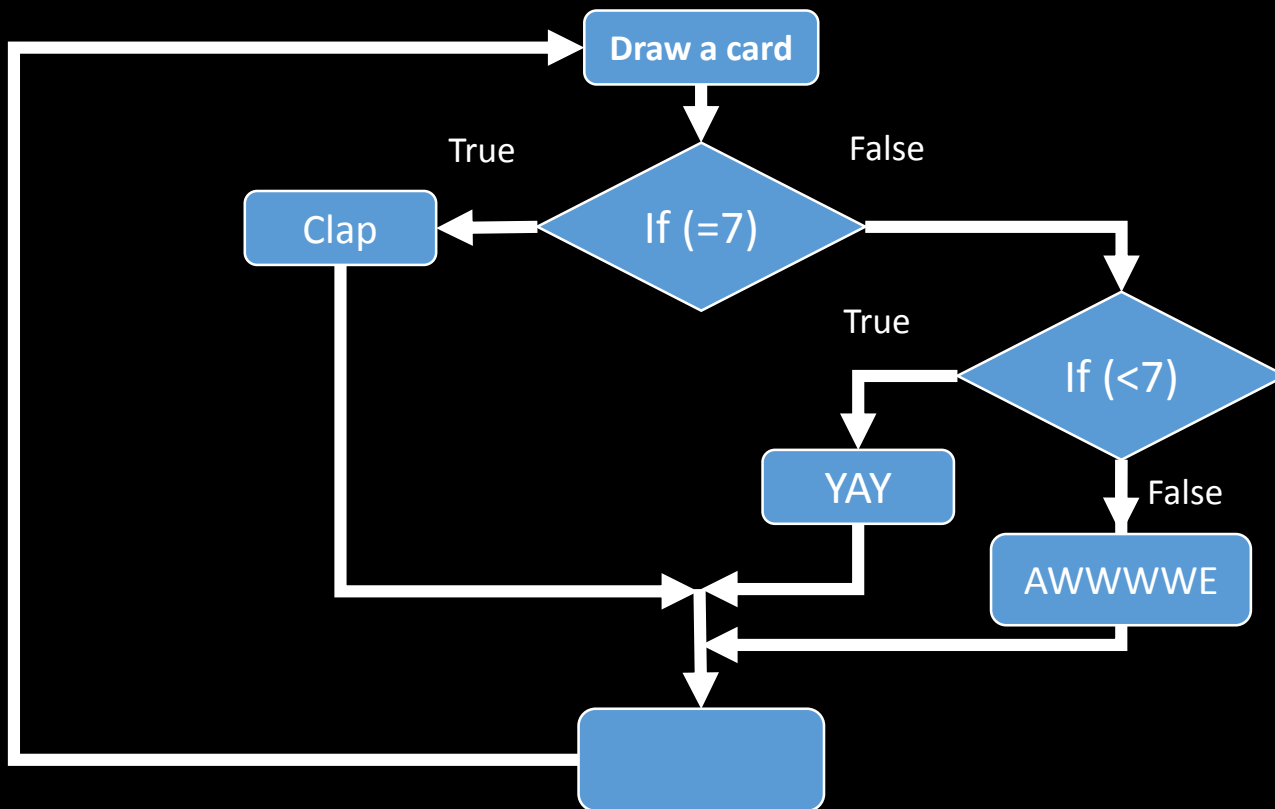 Draw a card
True
False
If (=7)
Clap
True
If (<7)
YAY
False
AWWWWE